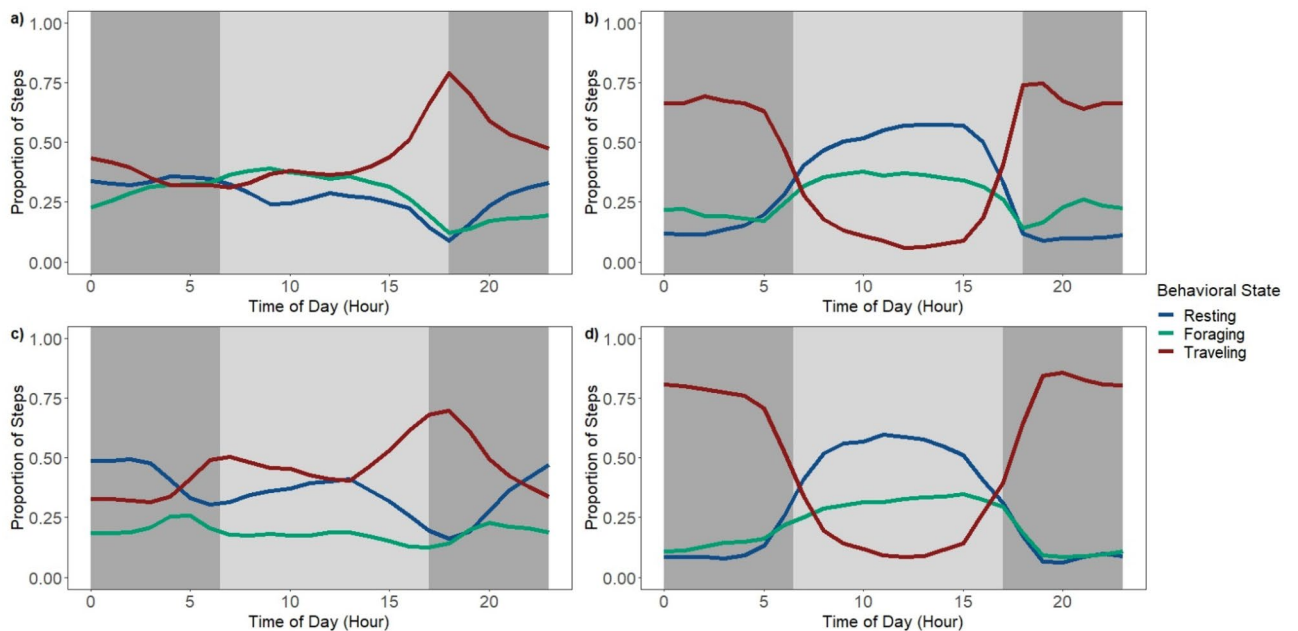 a)
1.00
0.75
0.50
0.25
0.00
Proportion of Steps
0 5 10 15 20
Time of Day (Hour)
b)
1.00
0.75
0.50
0.25
0.00
Proportion of Steps
0 5 10 15 20
Time of Day (Hour)
c)
1.00
0.75
0.50
0.25
0.00
Proportion of Steps
0 5 10 15 20
Time of Day (Hour)
d)
1.00
0.75
0.50
0.25
0.00
Proportion of Steps
0 5 10 15 20
Time of Day (Hour)
Behavioral State
Resting
Foraging
Traveling